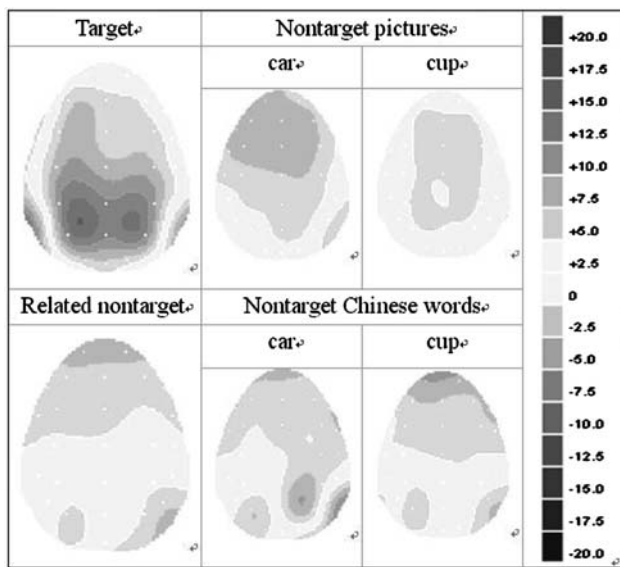 Target↵
Nontarget pictures↵
car↵
cup↵
Related nontarget↵
Nontarget Chinese words↵
car↵
cup↵
+20.0
+17.5
+15.0
+12.5
+10.0
+7.5
+5.0
+2.5
0
-2.5
-5.0
-7.5
-10.0
-12.5
-15.0
-17.5
-20.0